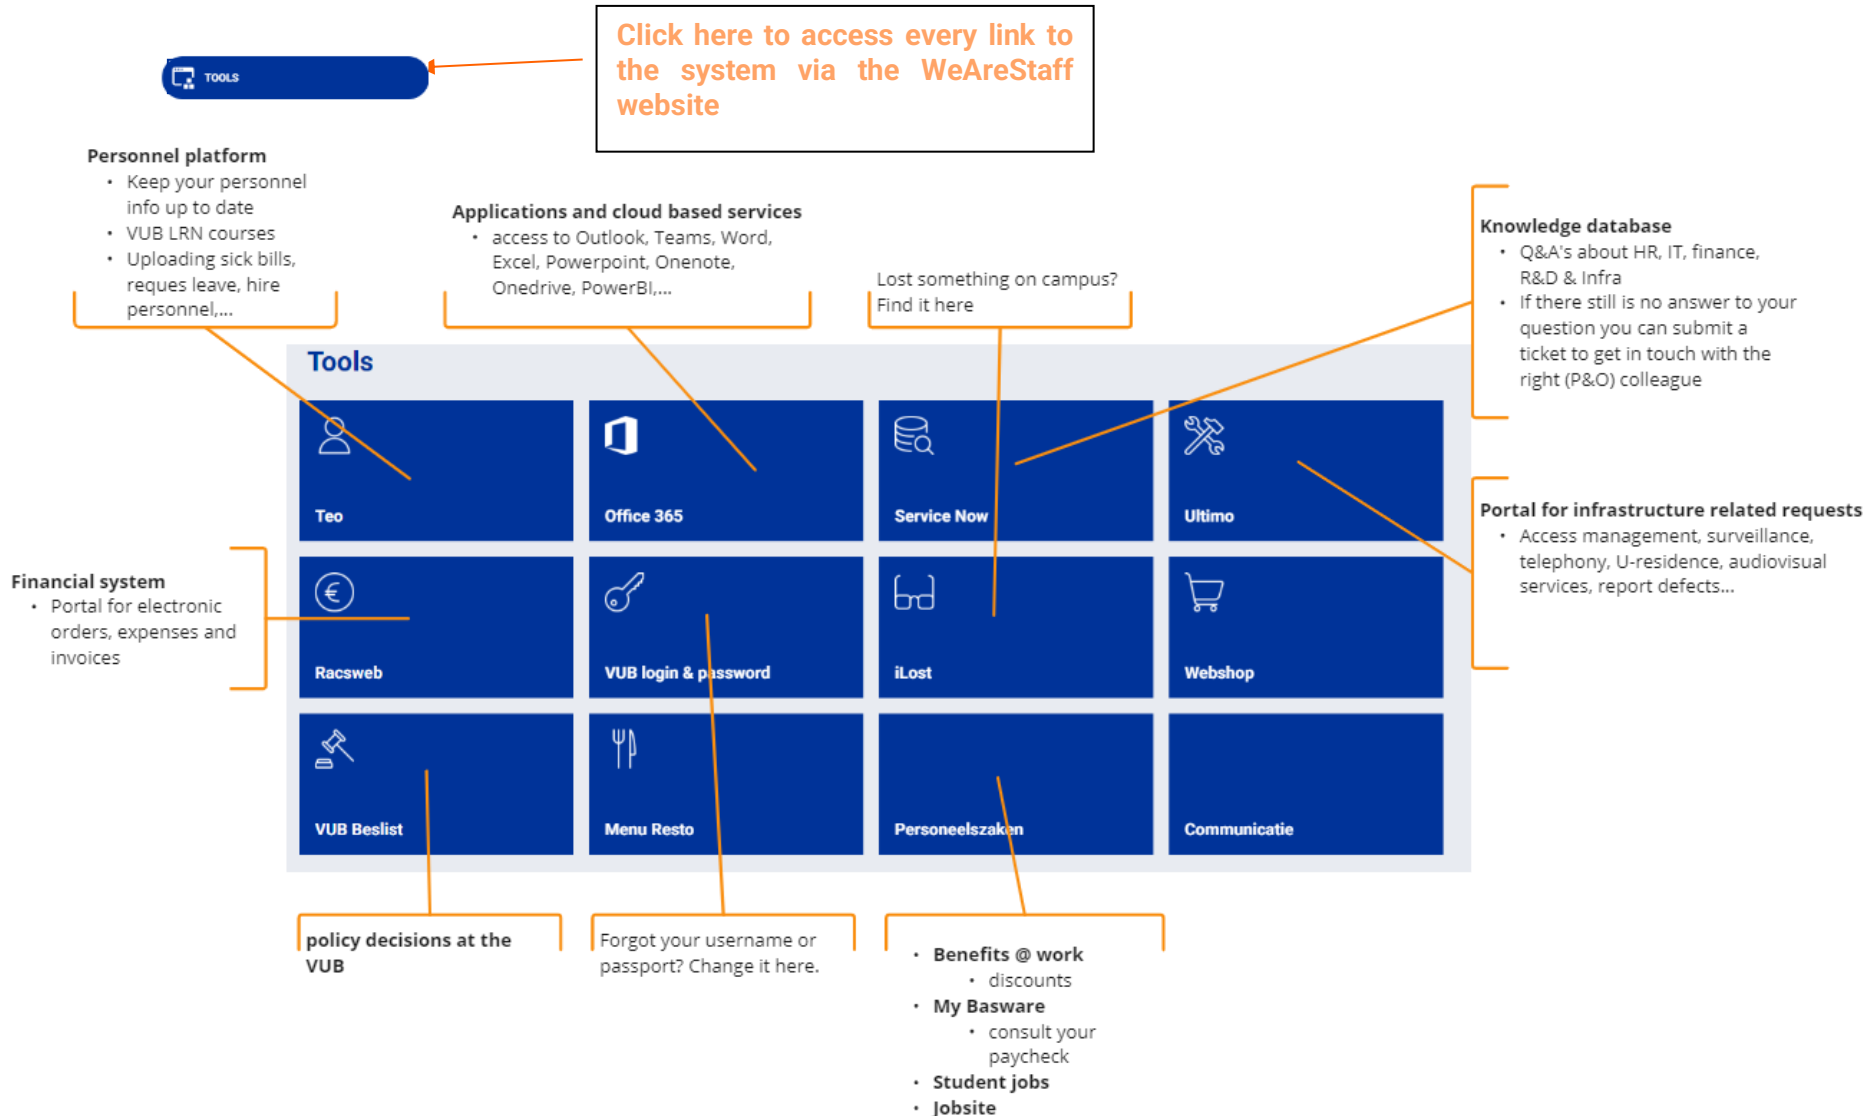 Click here to access every link to
the system via the WeAreStaff
website
TOOLS
Personnel platform
• Keep your personnel
info up to date
• VUB LRN courses
• Uploading sick bills,
reques leave, hire
personnel,...
Applications and cloud based services
• access to Outlook, Teams, Word,
Excel, Powerpoint, Onenote,
Onedrive, PowerBI,...
Lost something on campus?
Find it here
Knowledge database
• Q&A's about HR, IT, finance,
R&D & Infra
• If there still is no answer to your
question you can submit a
ticket to get in touch with the
right (P&O) colleague
Tools
Teo
Office 365
Service Now
Ultimo
Portal for infrastructure related requests
• Access management, surveillance,
telephony, U-residence, audiovisual
services, report defects...
Financial system
• Portal for electronic
orders, expenses and
invoices
Racsweb
VUB login & password
iLost
Webshop
VUB Beslist
Menu Resto
Personeelszaken
Communicatie
policy decisions at the
VUB
Forgot your username or
passport? Change it here.
• Benefits @ work
• discounts
• My Basware
• consult your
paycheck
• Student jobs
• Jobsite